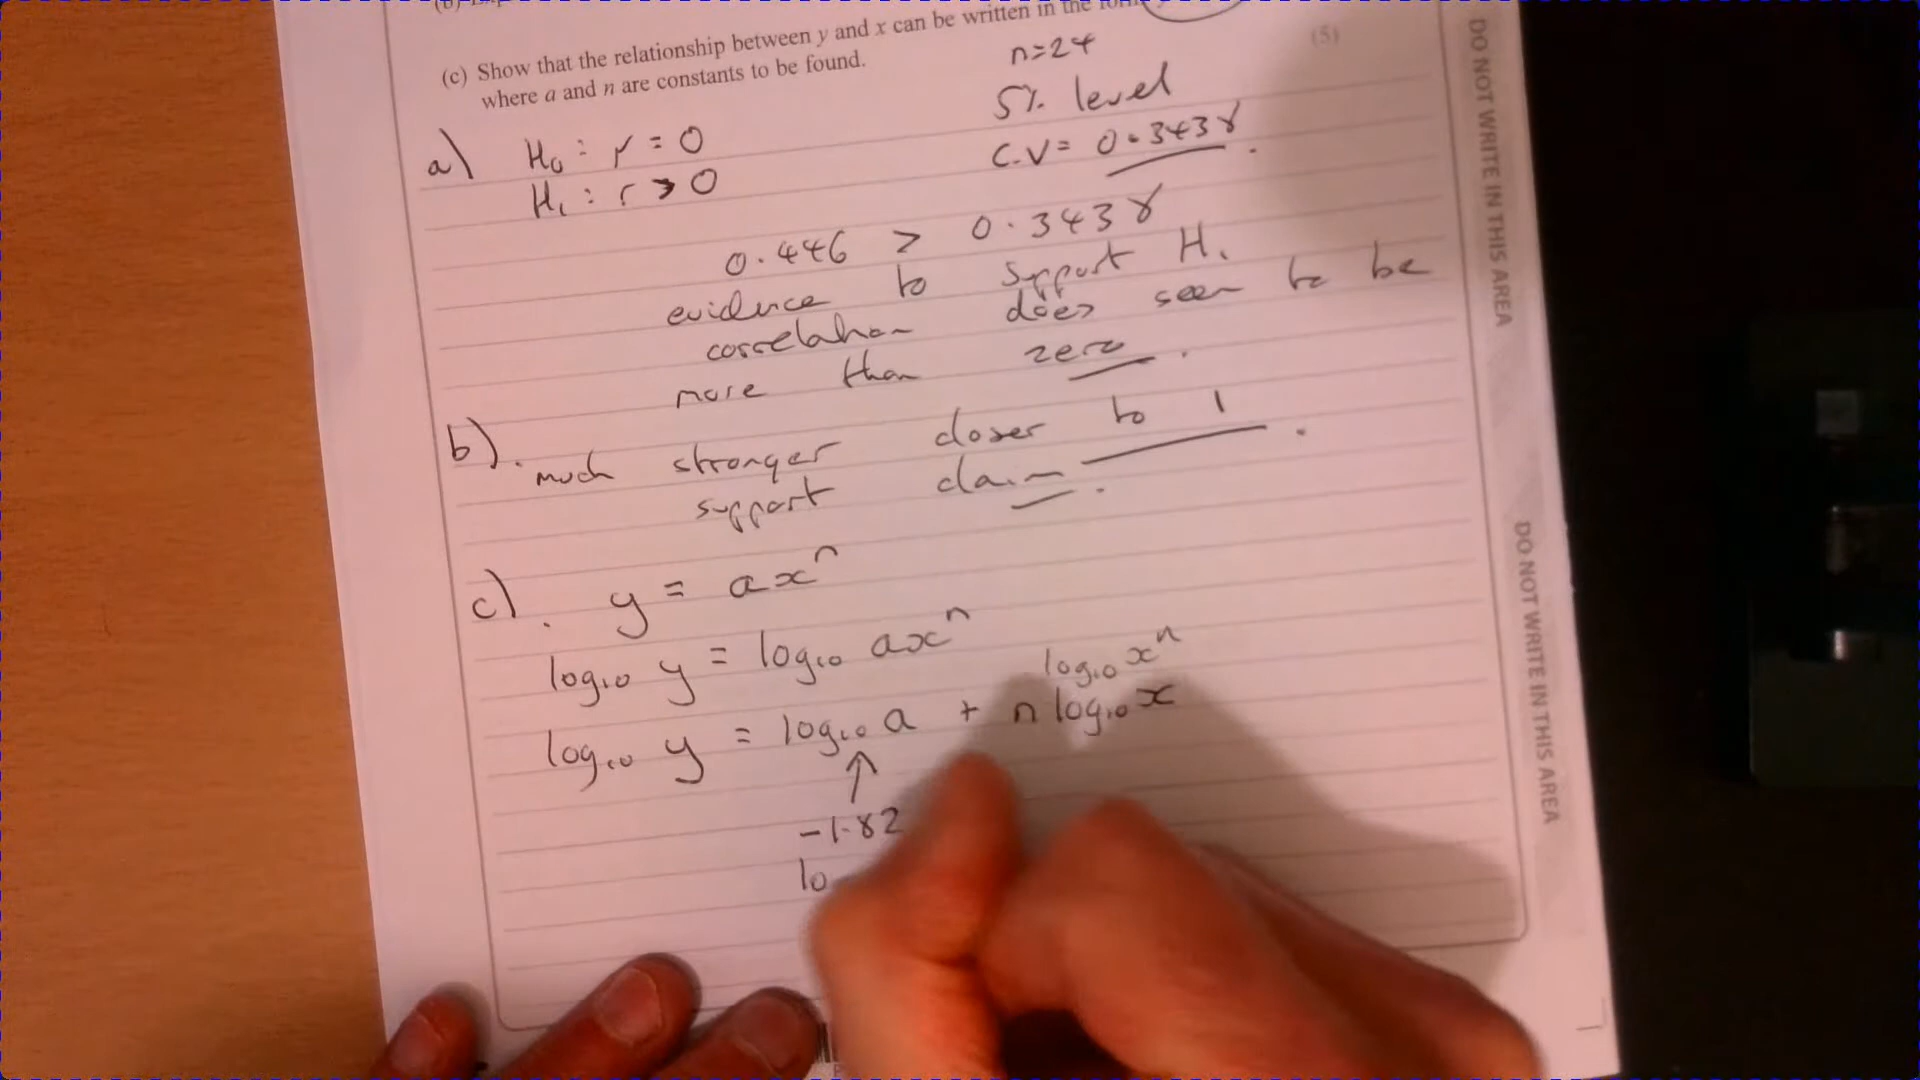 (c) Show that the relationship between y and x can be written in the
where a and n are constants to be found.
(5)
n=24
5% level
C.V = 0.3438
a) H₀ : r = 0
H₁ : r > 0
0.446 > 0.3438
evidence to support H₁
correlation does seem to be
more than zero.
b). much stronger closer to 1.
support claim.
c). y = axⁿ
log₁₀ y = log₁₀ axⁿ
log₁₀ xⁿ
log₁₀ y = log₁₀ a + n log₁₀ x
↑
-1.82
10
DO NOT WRITE IN THIS AREA
DO NOT WRITE IN THIS AREA